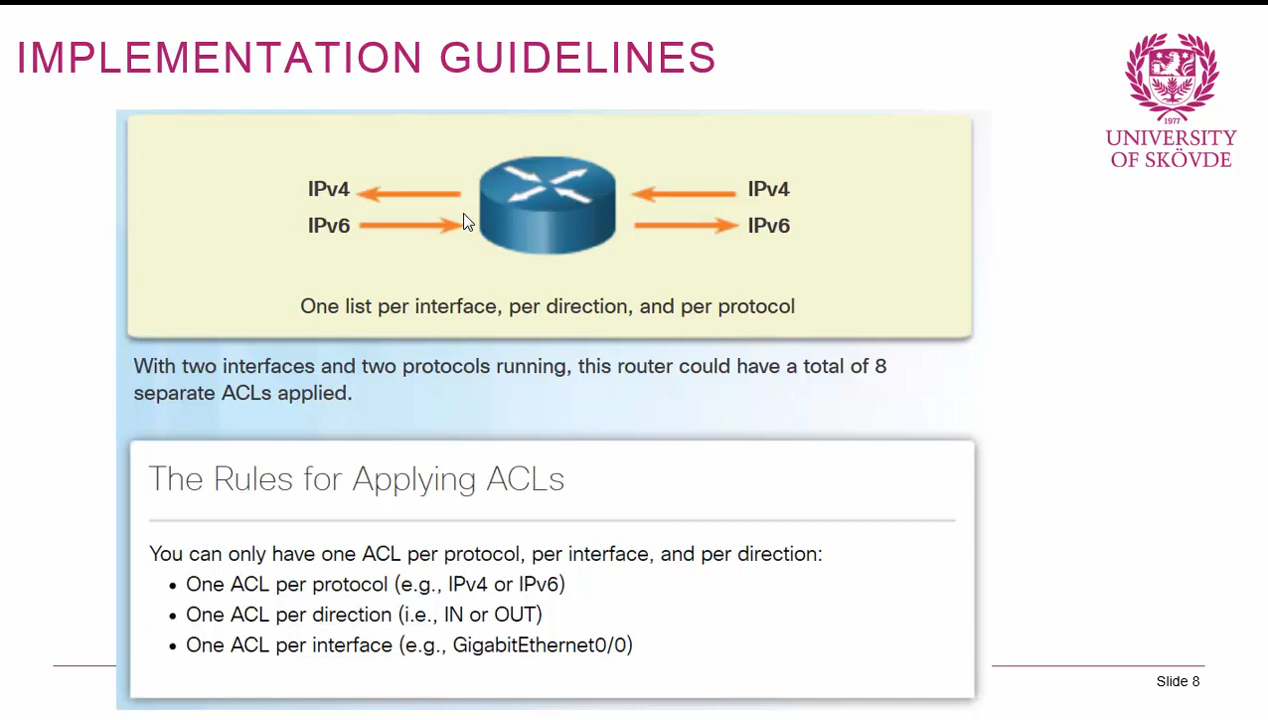 IMPLEMENTATION GUIDELINES
1977
UNIVERSITY
OF SKÖVDE
IPv4 IPv4
IPv6 IPv6
One list per interface, per direction, and per protocol
With two interfaces and two protocols running, this router could have a total of 8
separate ACLs applied.
The Rules for Applying ACLs
You can only have one ACL per protocol, per interface, and per direction:
• One ACL per protocol (e.g., IPv4 or IPv6)
• One ACL per direction (i.e., IN or OUT)
• One ACL per interface (e.g., GigabitEthernet0/0)
Slide 8